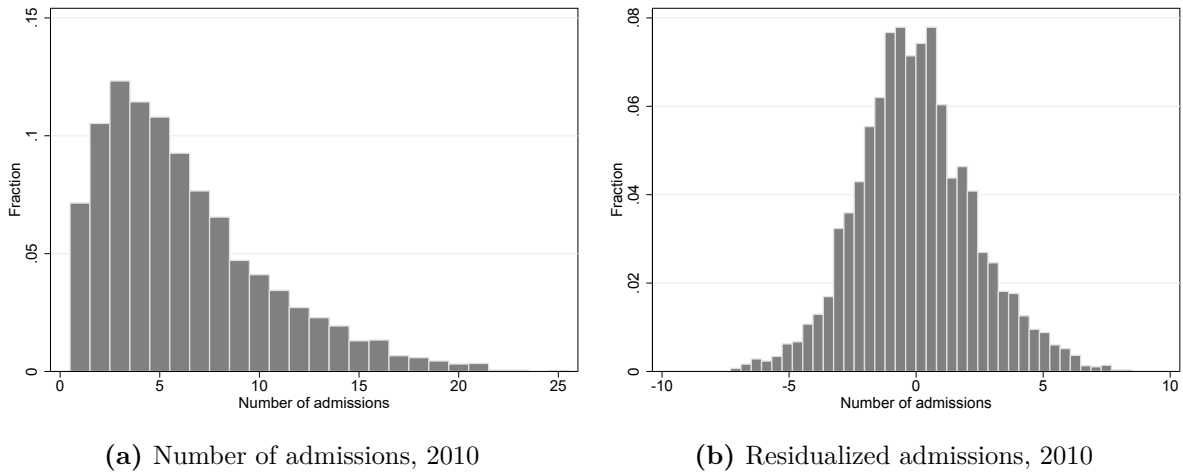 .15
.1
.05
0
Fraction
0 5 10 15 20 25
Number of admissions
(a) Number of admissions, 2010
.08
.06
.04
.02
0
Fraction
-10 -5 0 5 10
Number of admissions
(b) Residualized admissions, 2010